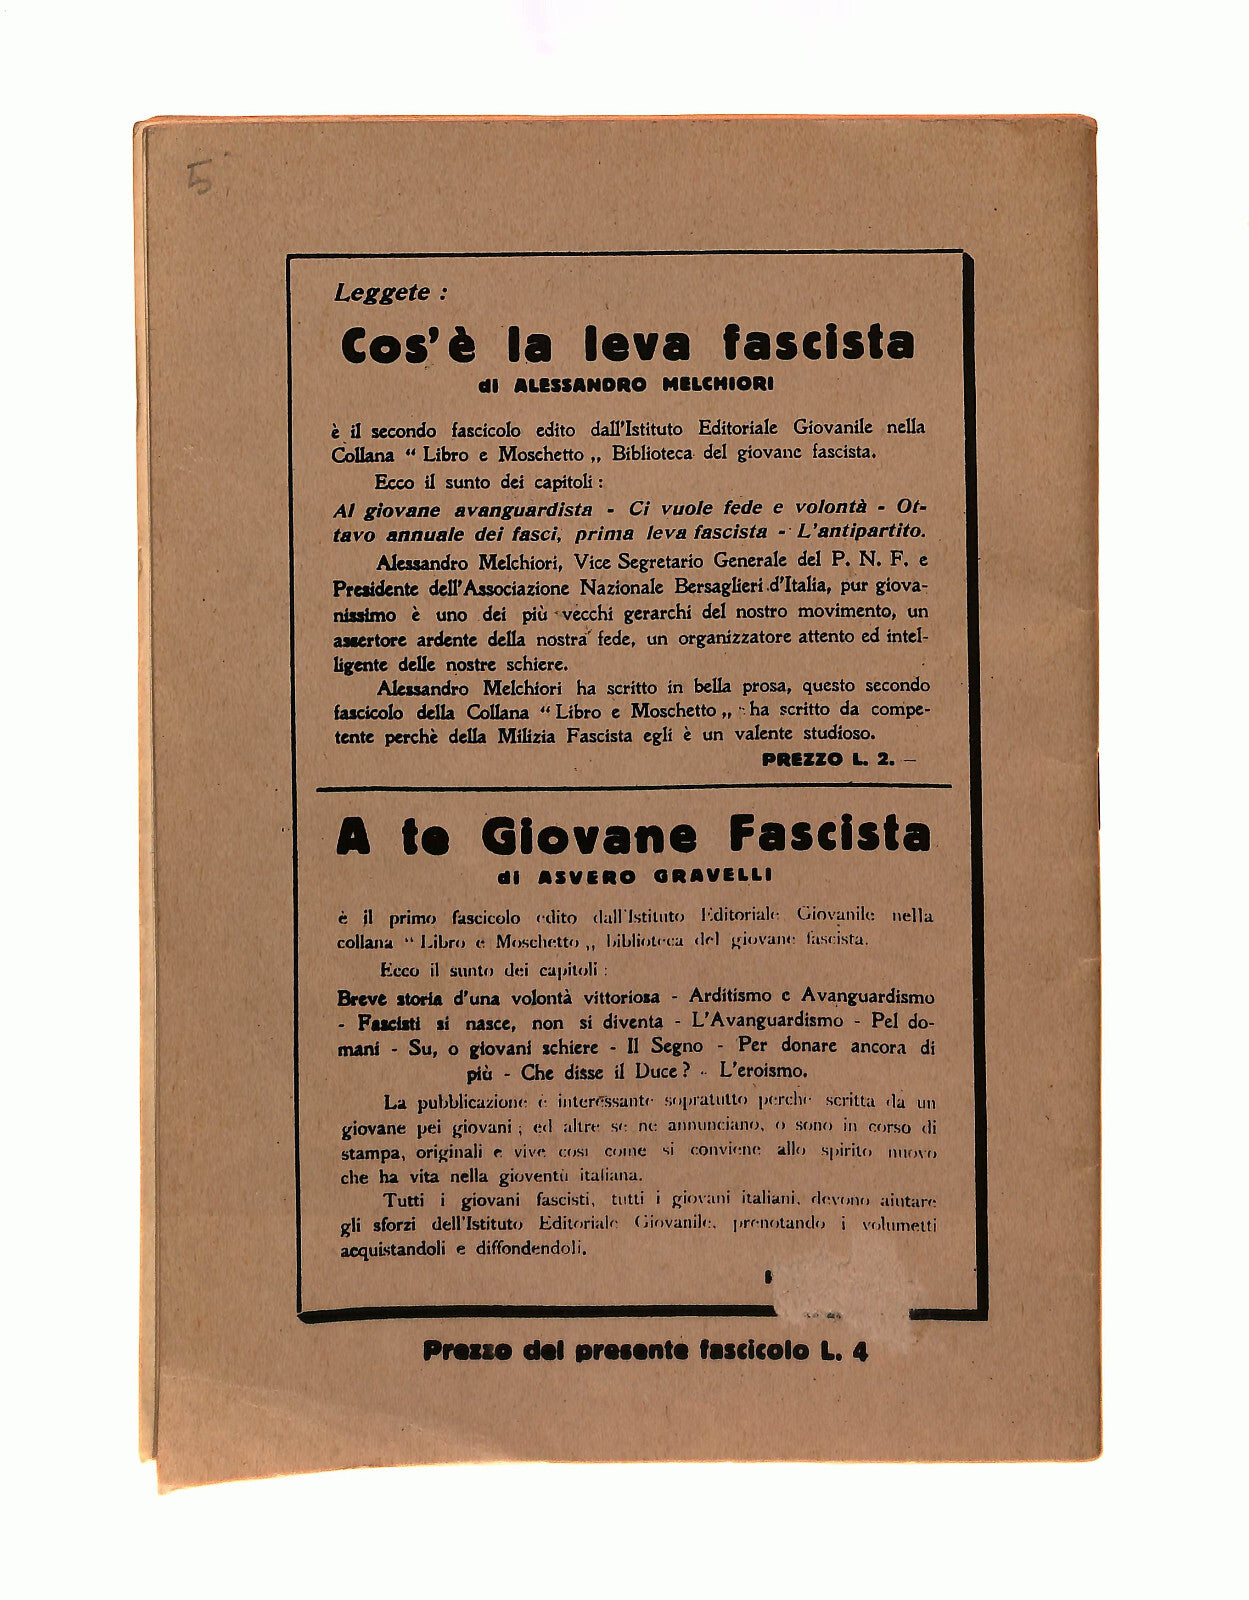 5
Leggete :
Cos'è la leva fascista
di ALESSANDRO MELCHIORI
è il secondo fascicolo edito dall'Istituto Editoriale Giovanile nella
Collana “ Libro e Moschetto „ Biblioteca del giovane fascista.
Ecco il sunto dei capitoli :
Al giovane avanguardista - Ci vuole fede e volontà - Ot-
tavo annuale dei fasci, prima leva fascista - L'antipartito.
Alessandro Melchiori, Vice Segretario Generale del P. N. F. e
Presidente dell'Associazione Nazionale Bersaglieri d'Italia, pur giova-
nissimo è uno dei più vecchi gerarchi del nostro movimento, un
assertore ardente della nostra fede, un organizzatore attento ed intel-
ligente delle nostre schiere.
Alessandro Melchiori ha scritto in bella prosa, questo secondo
fascicolo della Collana “ Libro e Moschetto „ ha scritto da compe-
tente perchè della Milizia Fascista egli è un valente studioso.
PREZZO L. 2. —
A te Giovane Fascista
di ASVERO GRAVELLI
è il primo fascicolo edito dall'Istituto Editoriale Giovanile nella
collana “ Libro e Moschetto „ biblioteca del giovane fascista.
Ecco il sunto dei capitoli :
Breve storia d'una volontà vittoriosa - Arditismo e Avanguardismo
- Fascisti si nasce, non si diventa - L'Avanguardismo - Pel do-
mani - Su, o giovani schiere - Il Segno - Per donare ancora di
più - Che disse il Duce ? - L'eroismo.
La pubblicazione è interessante sopratutto perchè scritta da un
giovane pei giovani ; ed altre se ne annunciano, o sono in corso di
stampa, originali e vive così come si conviene allo spirito nuovo
che ha vita nella gioventù italiana.
Tutti i giovani fascisti, tutti i giovani italiani, devono aiutare
gli sforzi dell'Istituto Editoriale Giovanile, prenotando i volumetti
acquistandoli e diffondendoli.
Prezzo del presente fascicolo L. 4